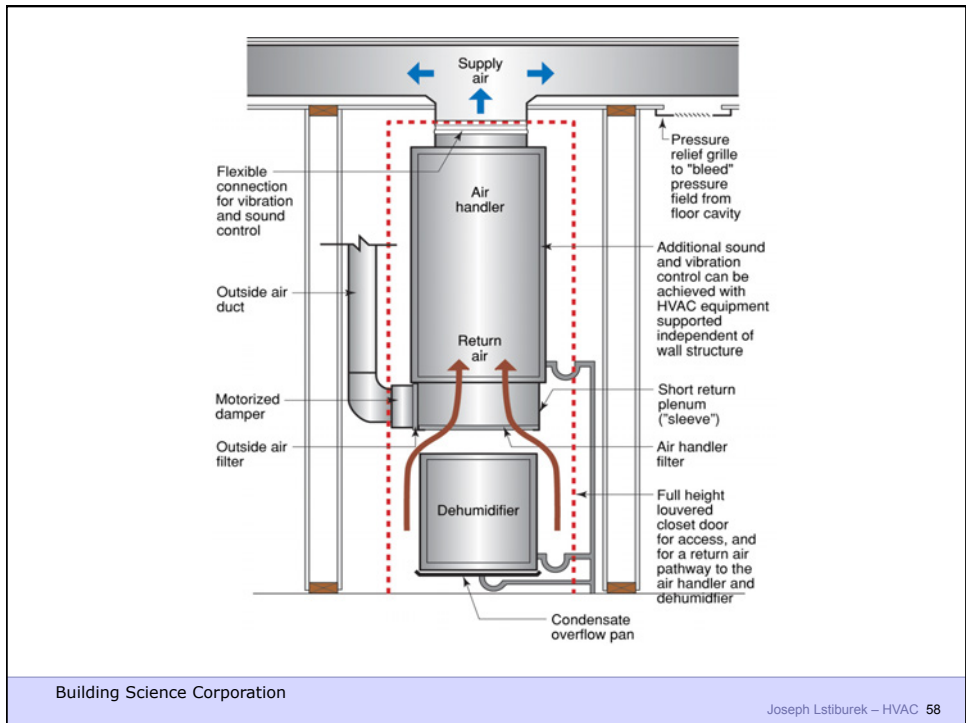 Supply
air
Flexible
connection
for vibration
and sound
control
Air
handler
Pressure
relief grille
to "bleed"
pressure
field from
floor cavity
Outside air
duct
Additional sound
and vibration
control can be
achieved with
HVAC equipment
supported
independent of
wall structure
Return
air
Motorized
damper
Short return
plenum
("sleeve")
Outside air
filter
Air handler
filter
Dehumidifier
Full height
louvered
closet door
for access, and
for a return air
pathway to the
air handler and
dehumidfier
Condensate
overflow pan
Building Science Corporation
Joseph Lstiburek – HVAC 58